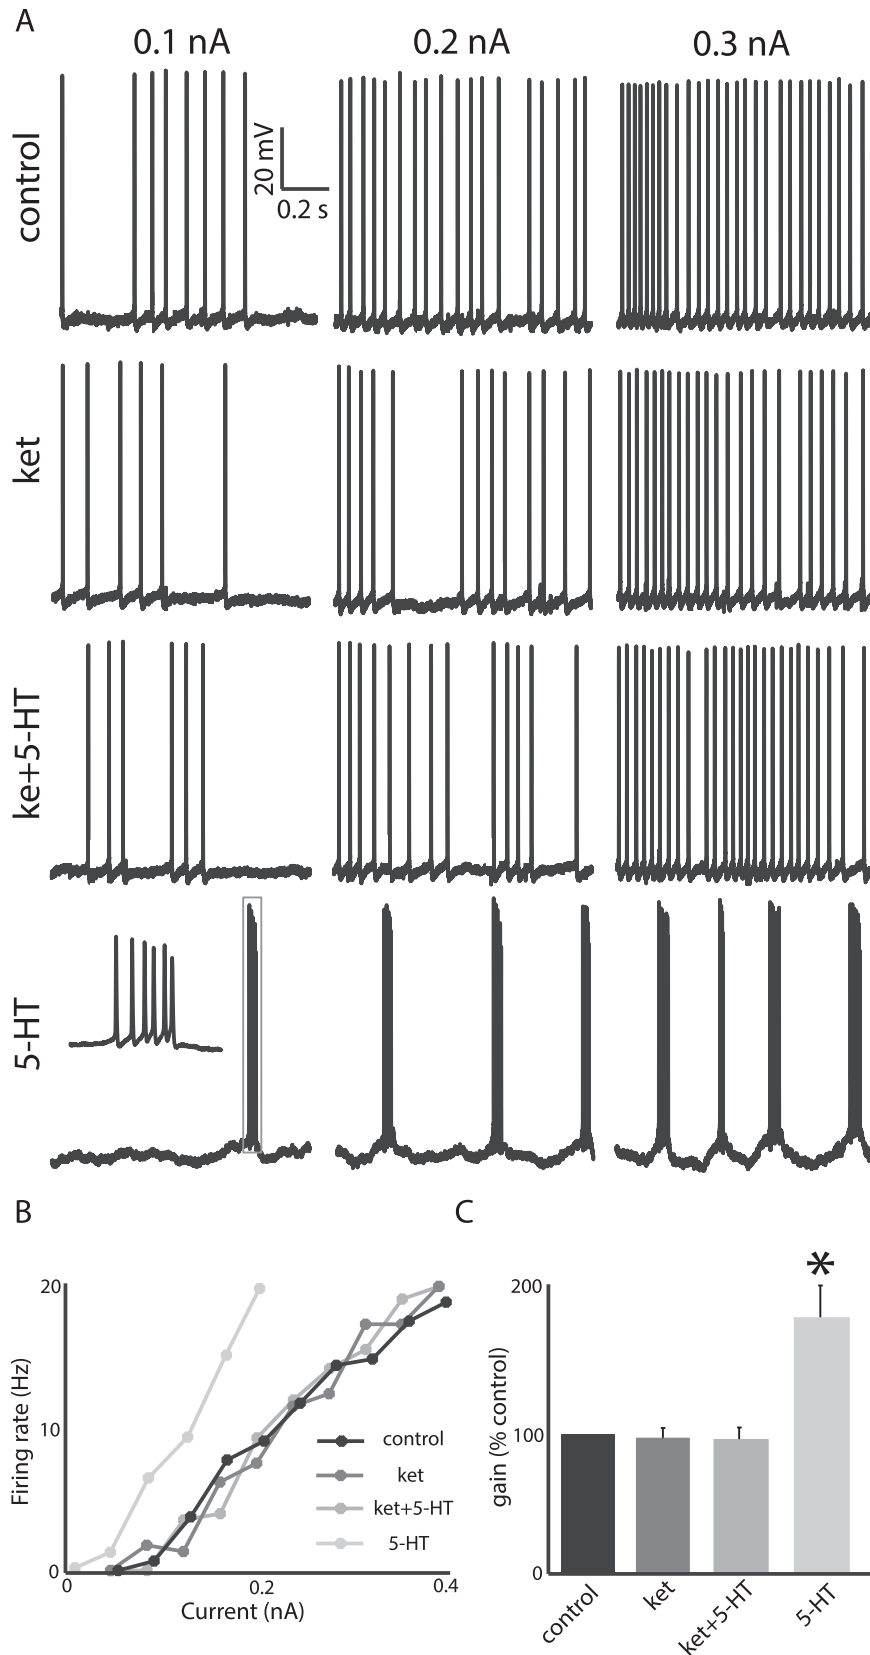 A
0.1 nA 0.2 nA 0.3 nA
control
20 mV
0.2 s
ket
ke+5-HT
5-HT
B
Firing rate (Hz)
20
10
0
0 0.2 0.4
Current (nA)
control
ket
ket+5-HT
5-HT
C
gain (% control)
200
100
0
*
control
ket
ket+5-HT
5-HT